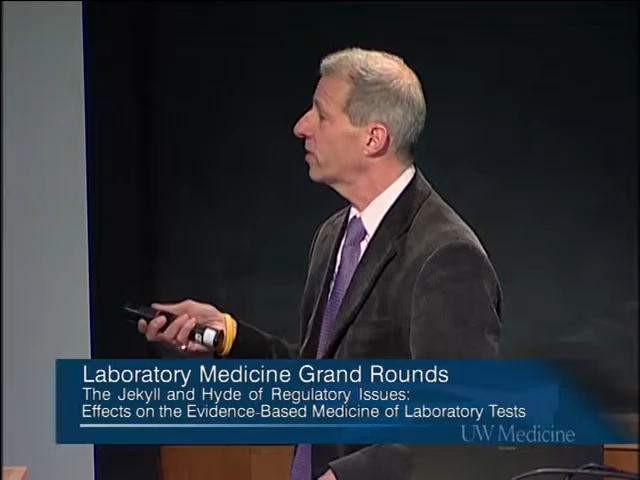 Laboratory Medicine Grand Rounds
The Jekyll and Hyde of Regulatory Issues:
Effects on the Evidence-Based Medicine of Laboratory Tests
UW Medicine